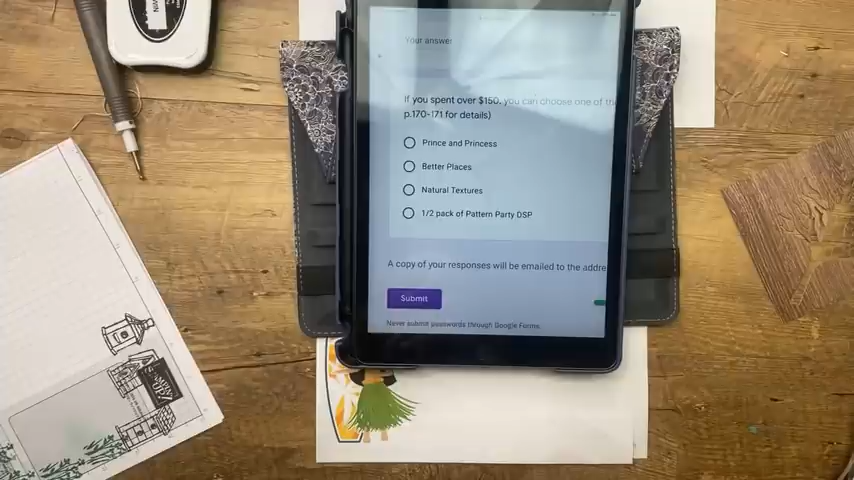 Your answer
If you spent over $150, you can choose one of th
p.170-171 for details)
Prince and Princess
Better Places
Natural Textures
1/2 pack of Pattern Party DSP
A copy of your responses will be emailed to the addre
Submit
Never submit passwords through Google Forms.